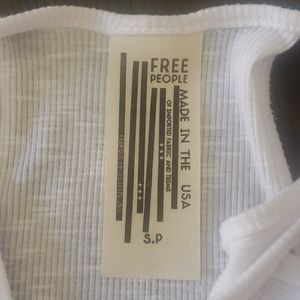 FREE
PEOPLE
MADE IN THE USA
OF IMPORTED FABRIC AND TRIMS
S.P